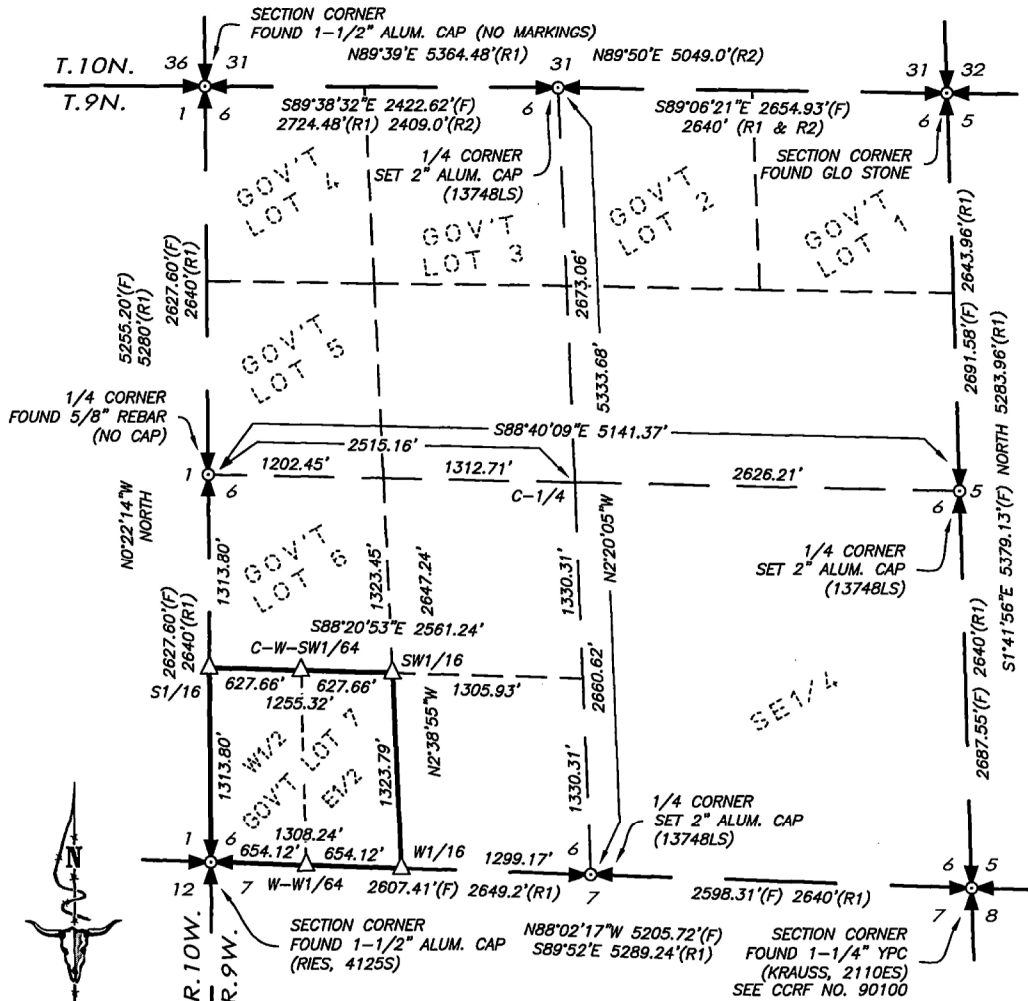 SECTION CORNER
FOUND 1-1/2" ALUM. CAP (NO MARKINGS)
N89°39'E 5364.48'(R1)
N89°50'E 5049.0'(R2)
T.10N.
36
31
31
31
32
T.9N.
1
6
6
6
5
S89°38'32"E 2422.62'(F)
2724.48'(R1) 2409.0'(R2)
S89°06'21"E 2654.93'(F)
2640' (R1 & R2)
1/4 CORNER
SET 2" ALUM. CAP
(13748LS)
SECTION CORNER
FOUND GLO STONE
GOV'T
LOT 4
GOV'T
LOT 3
GOV'T
LOT 2
GOV'T
LOT 1
5255.20'(F)
5280'(R1)
2627.60'(F)
2640'(R1)
2673.06'
5333.68'
2691.58'(F) 2643.96'(R1)
S1°41'56"E 5379.13'(F) NORTH 5283.96'(R1)
GOV'T
LOT 5
1/4 CORNER
FOUND 5/8" REBAR
(NO CAP)
S88°40'09"E 5141.37'
2515.16'
1202.45'
1312.71'
2626.21'
1
6
C-1/4
6
5
N0°22'14"W
NORTH
N2°20'05"W
1/4 CORNER
SET 2" ALUM. CAP
(13748LS)
GOV'T
LOT 6
1313.80'
1323.45'
2647.24'
1330.31'
2627.60'(F)
2640'(R1)
S88°20'53"E 2561.24'
C-W-SW1/64
SW1/16
S1/16
627.66'
627.66'
1305.93'
1255.32'
2660.62'
SE1/4
2687.55'(F) 2640'(R1)
1313.80'
W1/2
GOV'T LOT 7
E1/2
1323.79'
N2°38'55"W
1330.31'
1/4 CORNER
SET 2" ALUM. CAP
(13748LS)
1308.24'
1
6
654.12'
654.12'
W1/16
1299.17'
6
6
5
12
7
W-W1/64
2607.41'(F) 2649.2'(R1)
7
2598.31'(F) 2640'(R1)
7
8
N
R.10W.
R.9W.
SECTION CORNER
FOUND 1-1/2" ALUM. CAP
(RIES, 4125S)
N88°02'17"W 5205.72'(F)
S89°52'E 5289.24'(R1)
SECTION CORNER
FOUND 1-1/4" YPC
(KRAUSS, 2110ES)
SEE CCRF NO. 90100